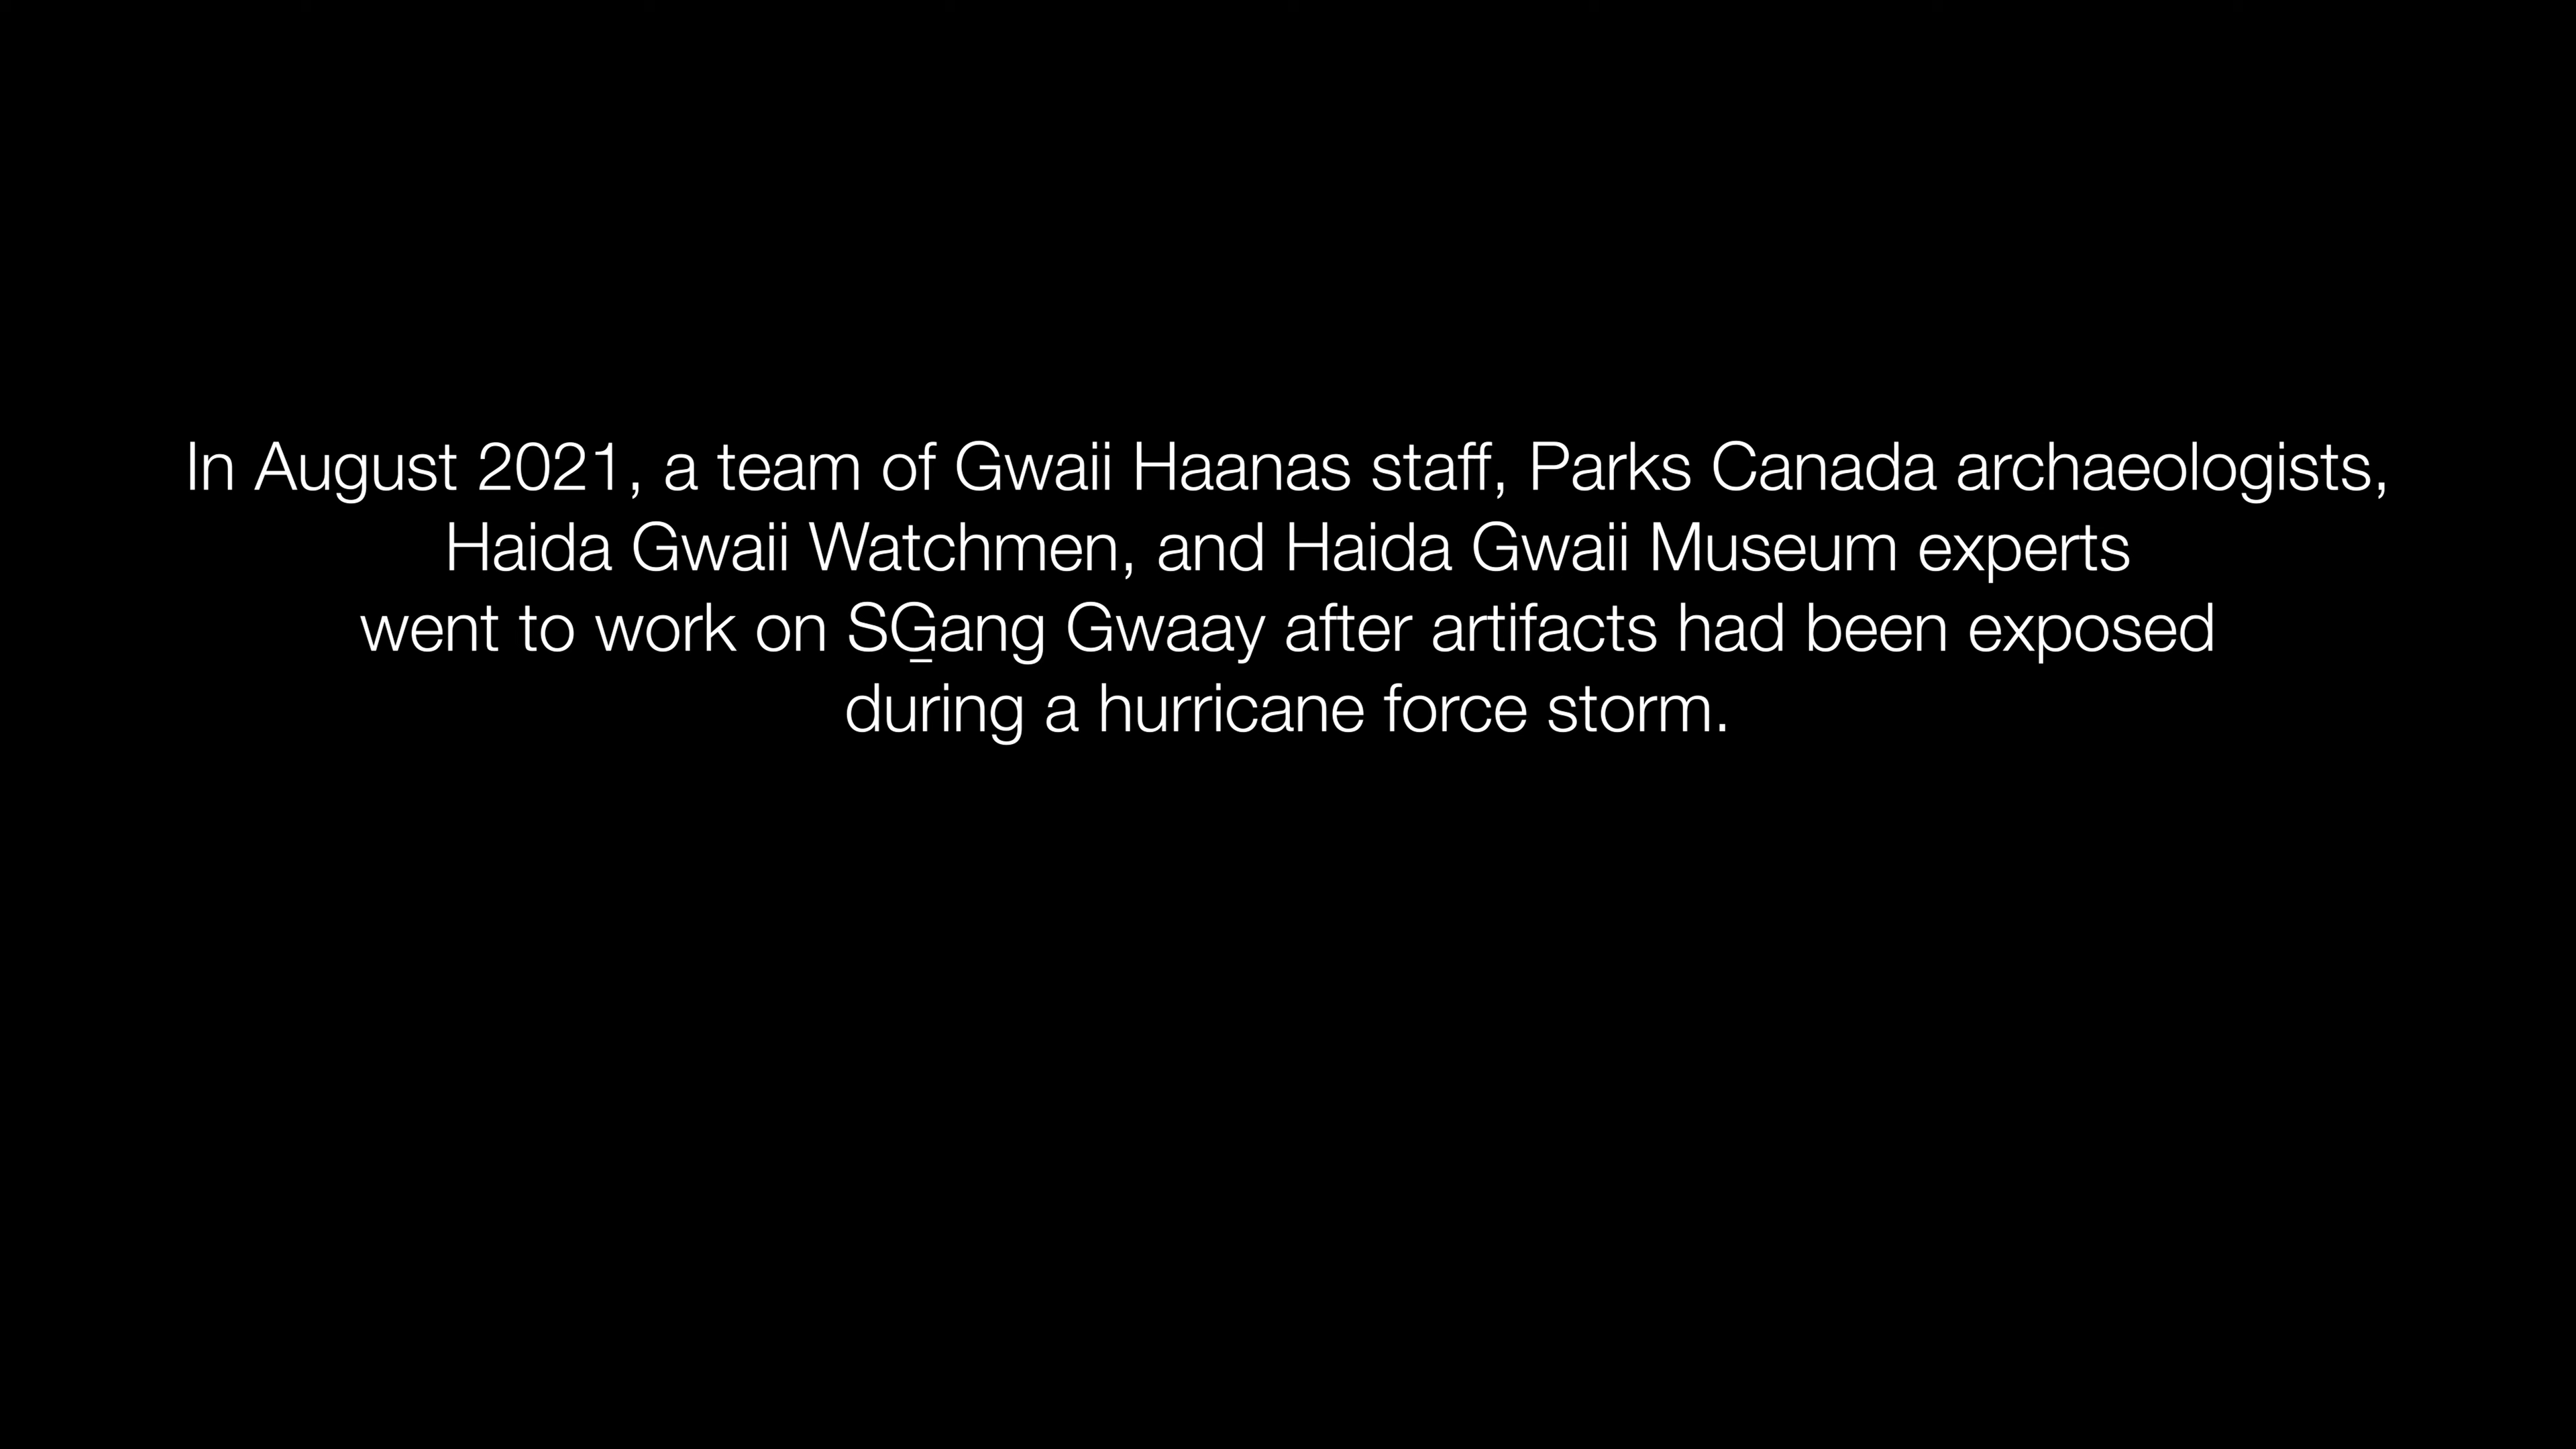 In August 2021, a team of Gwaii Haanas staff, Parks Canada archaeologists,
Haida Gwaii Watchmen, and Haida Gwaii Museum experts
went to work on SG̲ang Gwaay after artifacts had been exposed
during a hurricane force storm.